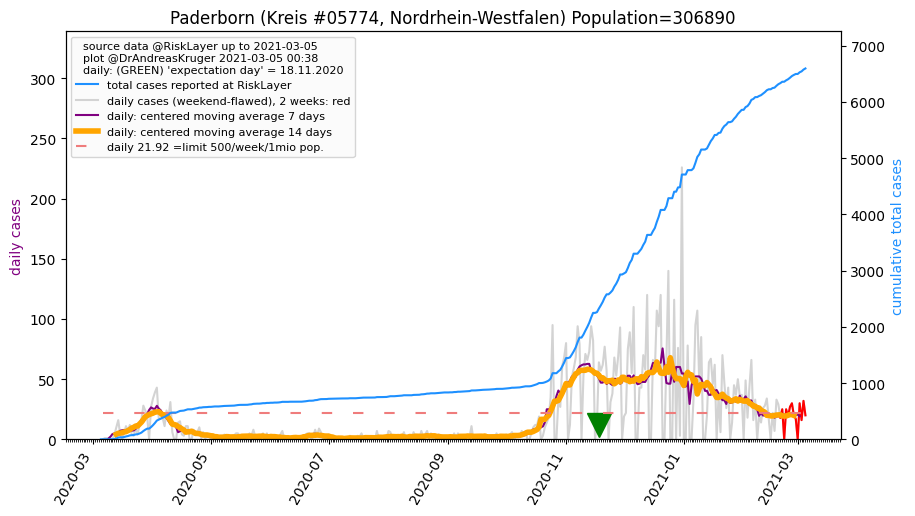 Paderborn (Kreis #05774, Nordrhein-Westfalen) Population=306890
source data @RiskLayer up to 2021-03-05
plot @DrAndreasKruger 2021-03-05 00:38
daily: (GREEN) 'expectation day' = 18.11.2020
total cases reported at RiskLayer
daily cases (weekend-flawed), 2 weeks: red
daily: centered moving average 7 days
daily: centered moving average 14 days
daily 21.92 =limit 500/week/1mio pop.
daily cases
300
250
200
150
100
50
0
7000
6000
5000
4000
3000
2000
1000
0
cumulative total cases
2020-03
2020-05
2020-07
2020-09
2020-11
2021-01
2021-03